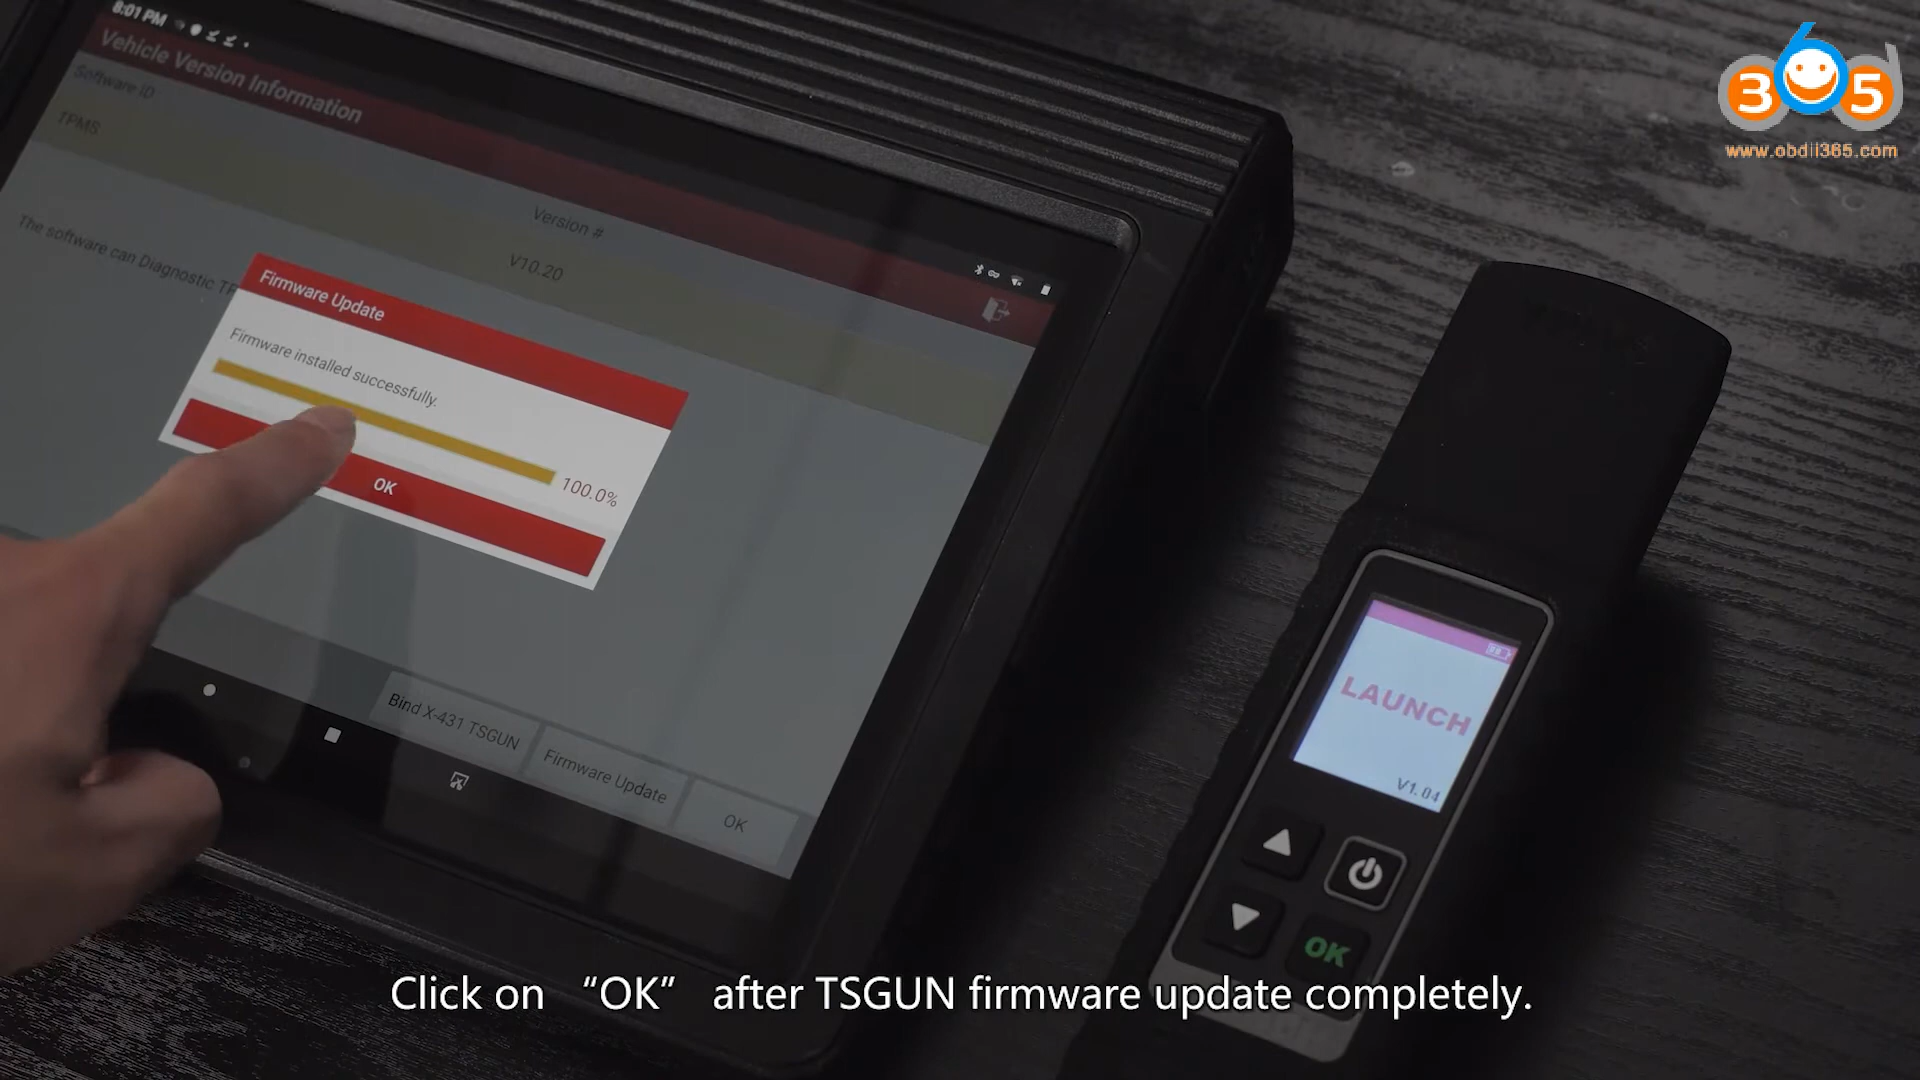 8:01 PM
Vehicle Version Information
Software ID
Version #
TPMS
V10.20
The software can Diagnostic TP
Firmware Update
Firmware installed successfully.
100.0%
OK
Bind X-431 TSGUN
Firmware Update
OK
365
www.obdii365.com
LAUNCH
V1.04
OK
Click on “OK” after TSGUN firmware update completely.